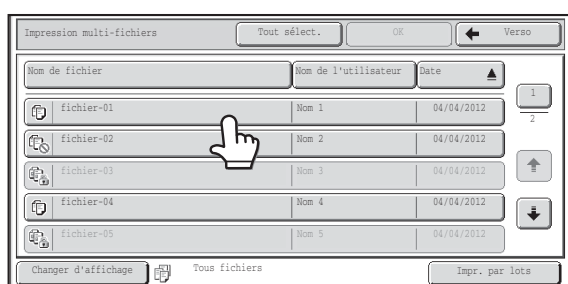 Impression multi-fichiers Tout sélect. OK Verso
Nom de fichier Nom de l'utilisateur Date
fichier-01 Nom 1 04/04/2012
fichier-02 Nom 2 04/04/2012
fichier-03 Nom 3 04/04/2012
fichier-04 Nom 4 04/04/2012
fichier-05 Nom 5 04/04/2012
1
2
Changer d'affichage Tous fichiers Impr. par lots